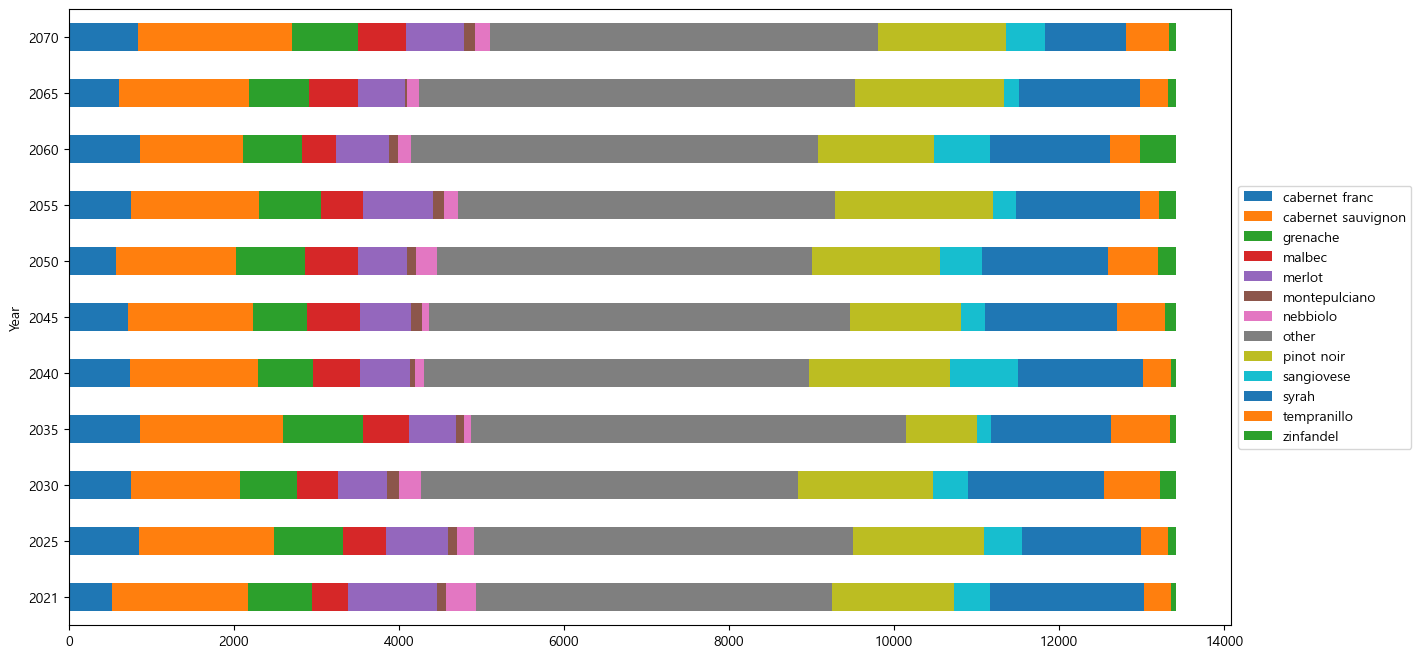 2070
2065
2060
2055
2050
2045
2040
2035
2030
2025
2021
Year
0 2000 4000 6000 8000 10000 12000 14000
cabernet franc
cabernet sauvignon
grenache
malbec
merlot
montepulciano
nebbiolo
other
pinot noir
sangiovese
syrah
tempranillo
zinfandel